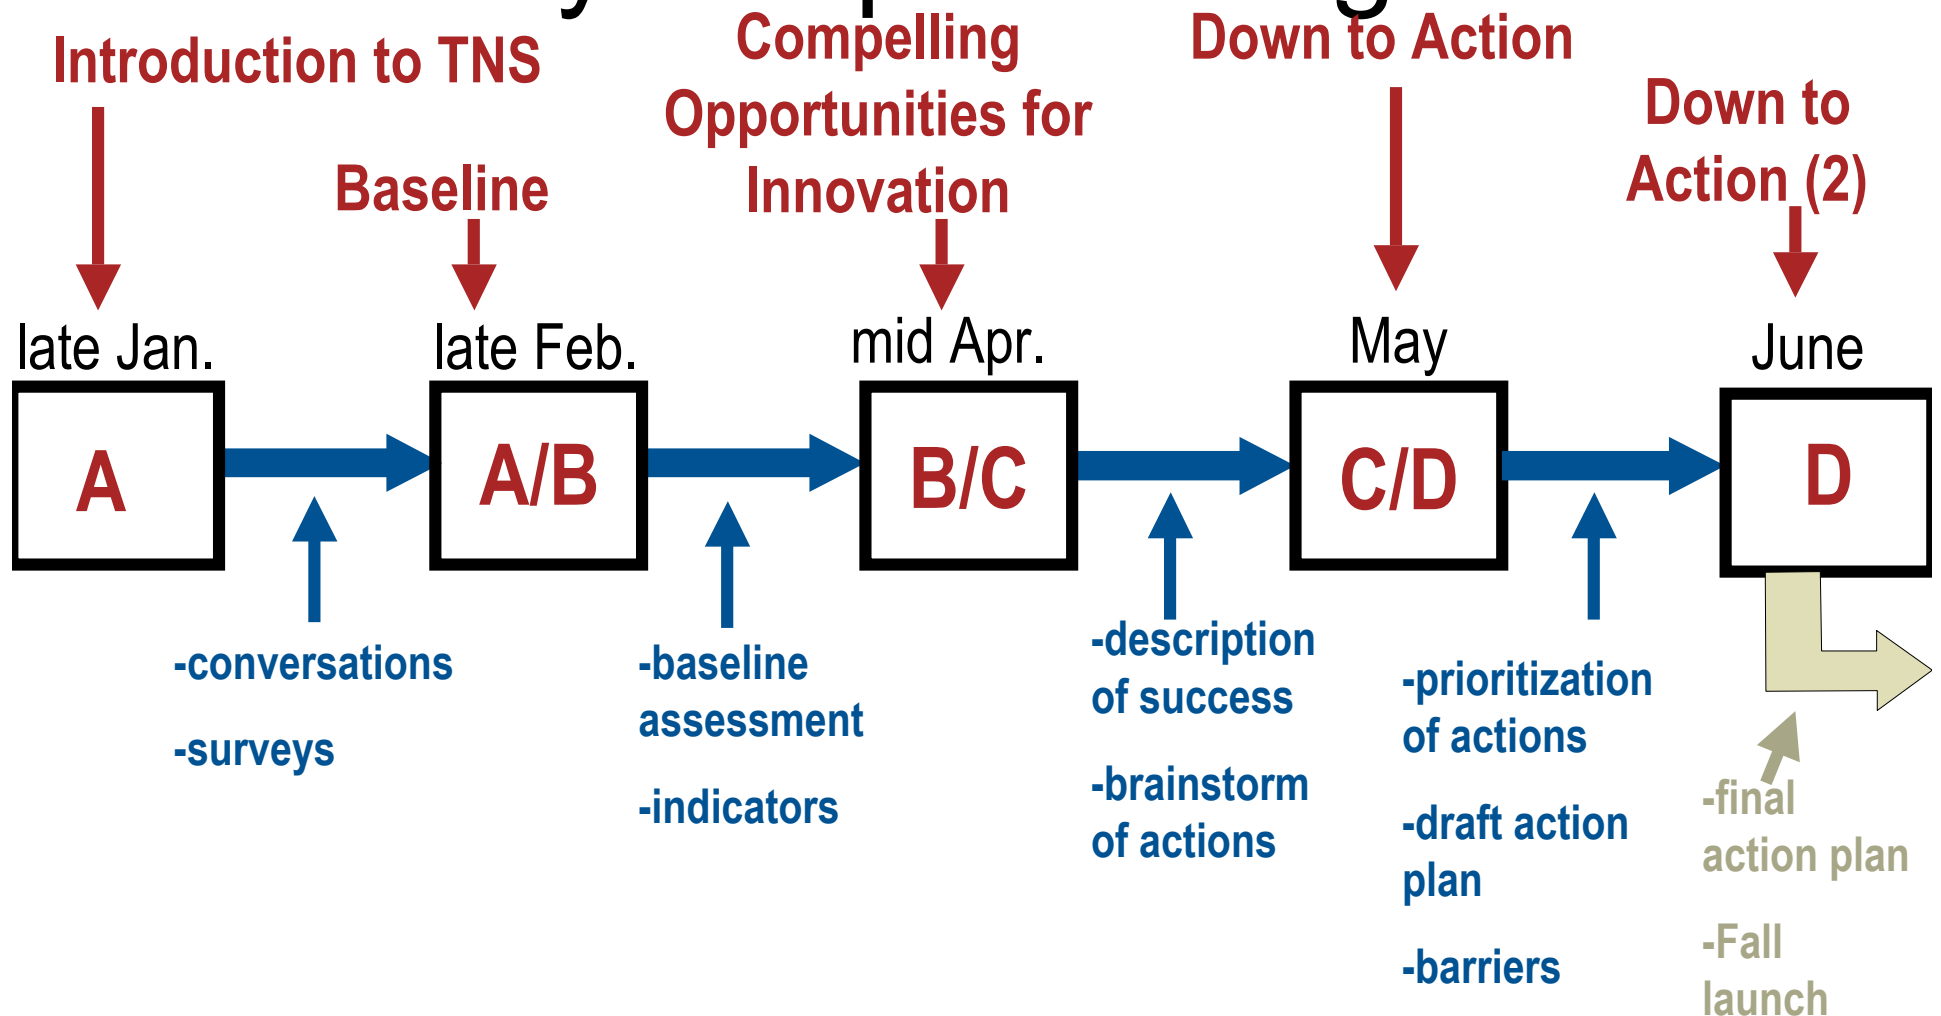 Introduction to TNS
Baseline
Compelling
Opportunities for
Innovation
Down to Action
Down to
Action (2)
late Jan.
late Feb.
mid Apr.
May
June
A
A/B
B/C
C/D
D
-conversations
-surveys
-baseline
assessment
-indicators
-description
of success
-brainstorm
of actions
-prioritization
of actions
-draft action
plan
-barriers
-final
action plan
-Fall
launch